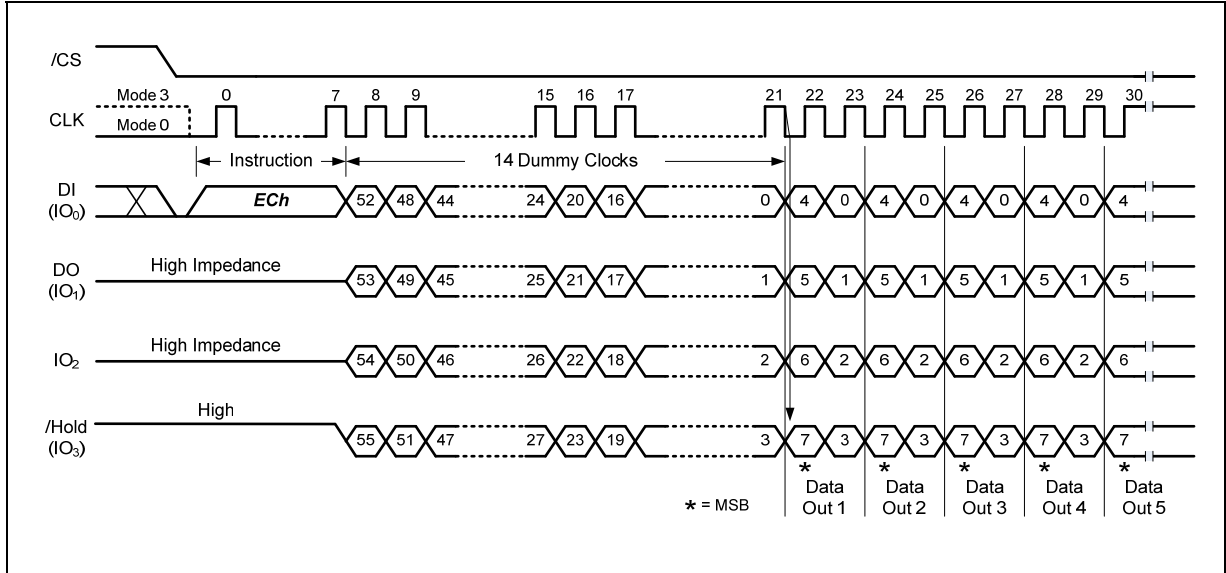 /CS
Mode 3 0 7 8 9 15 16 17 21 22 23 24 25 26 27 28 29 30
CLK
Mode 0
Instruction 14 Dummy Clocks
DI
(IO₀)
ECh 52 48 44 24 20 16 0 4 0 4 0 4 0 4 0 4
DO
(IO₁)
High Impedance 53 49 45 25 21 17 1 5 1 5 1 5 1 5 1 5
IO₂
High Impedance 54 50 46 26 22 18 2 6 2 6 2 6 2 6 2 6
/Hold
(IO₃)
High 55 51 47 27 23 19 3 7 3 7 3 7 3 7 3 7
* * * * *
* = MSB
Data Out 1
Data Out 2
Data Out 3
Data Out 4
Data Out 5